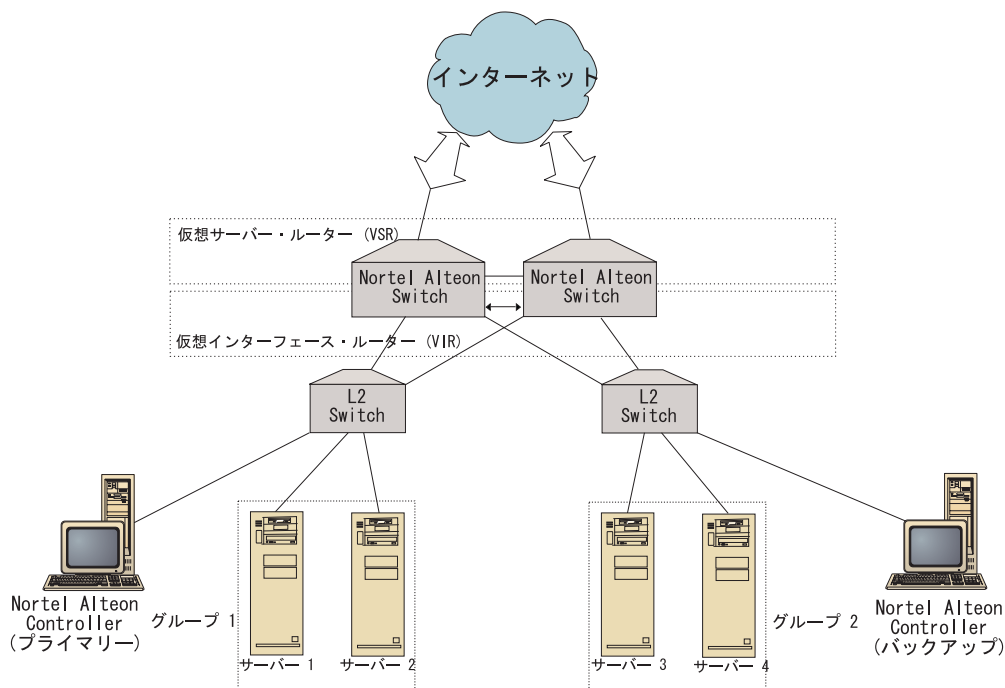 インターネット
仮想サーバー・ルーター (VSR)
Nortel Alteon
Switch
Nortel Alteon
Switch
仮想インターフェース・ルーター (VIR)
L2
Switch
L2
Switch
Nortel Alteon
Controller
(プライマリー)
グループ 1
サーバー 1
サーバー 2
サーバー 3
サーバー 4
グループ 2
Nortel Alteon
Controller
(バックアップ)